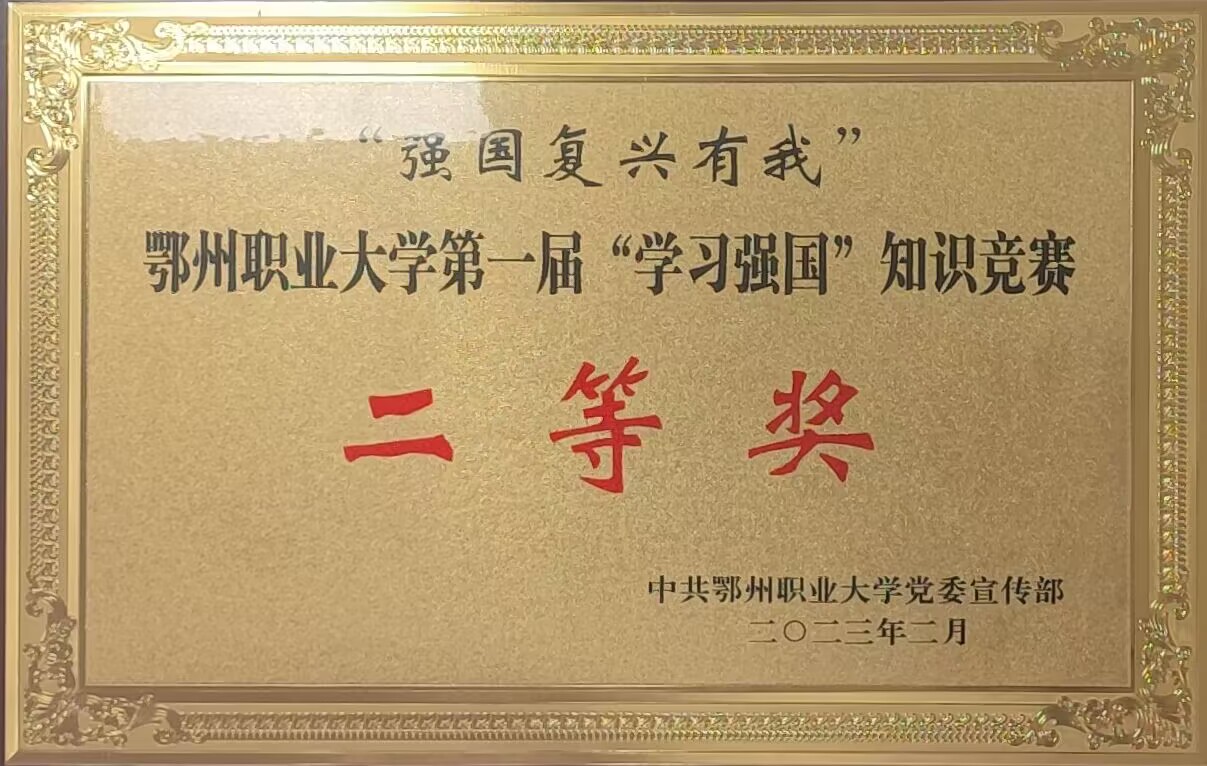 “强国复兴有我”
鄂州职业大学第一届“学习强国”知识竞赛
二等奖
中共鄂州职业大学党委宣传部
二〇二三年二月